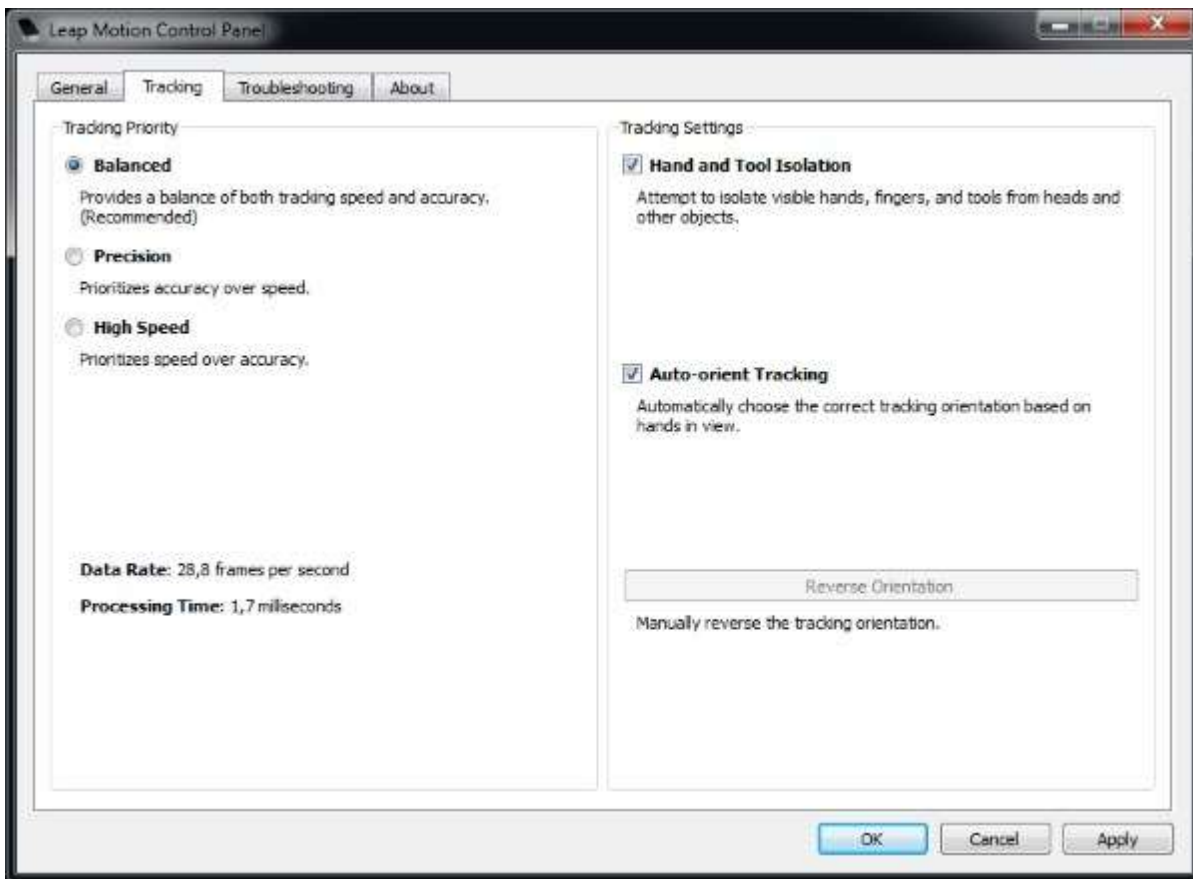 Leap Motion Control Panel
General
Tracking
Troubleshooting
About
Tracking Priority
Balanced
Provides a balance of both tracking speed and accuracy.
(Recommended)
Precision
Prioritizes accuracy over speed.
High Speed
Prioritizes speed over accuracy.
Data Rate: 28,8 frames per second
Processing Time: 1,7 milliseconds
Tracking Settings
Hand and Tool Isolation
Attempt to isolate visible hands, fingers, and tools from heads and
other objects.
Auto-orient Tracking
Automatically choose the correct tracking orientation based on
hands in view.
Reverse Orientation
Manually reverse the tracking orientation.
OK
Cancel
Apply